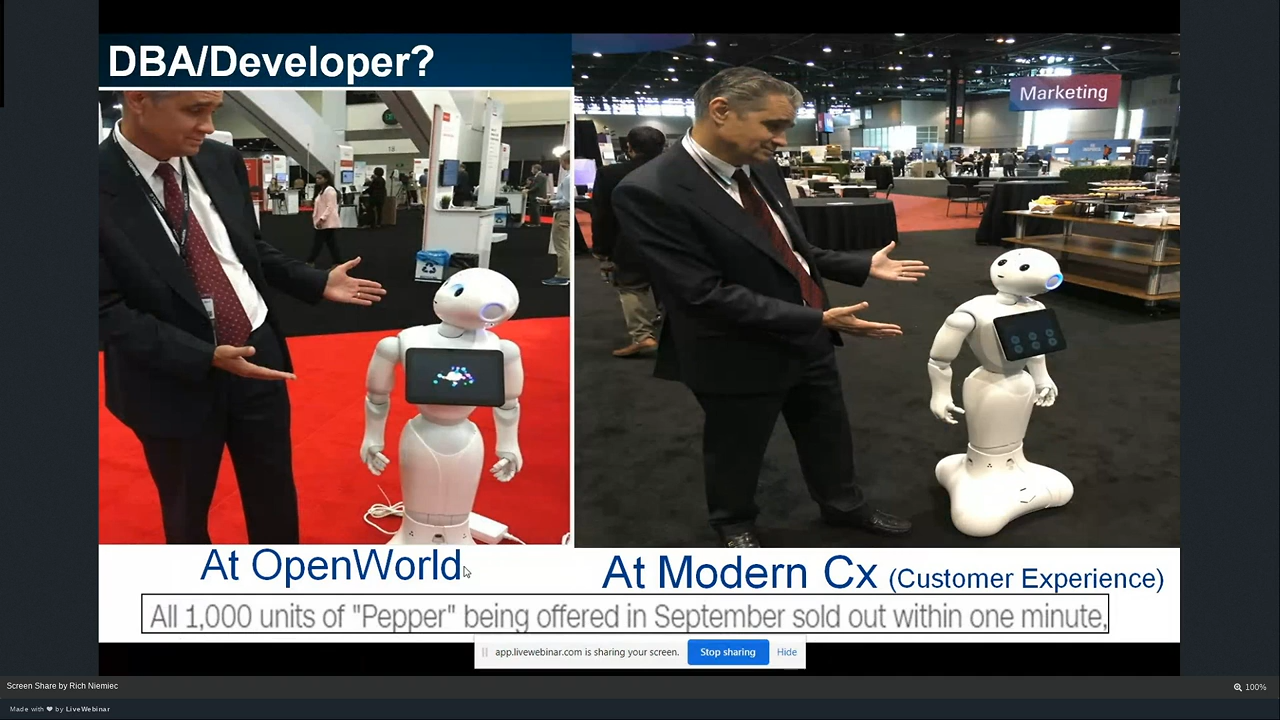 DBA/Developer?
Marketing
At OpenWorld
At Modern Cx (Customer Experience)
All 1,000 units of "Pepper" being offered in September sold out within one minute,
app.livewebinar.com is sharing your screen.
Stop sharing
Hide
Screen Share by Rich Niemiec
100%
Made with ❤ by LiveWebinar